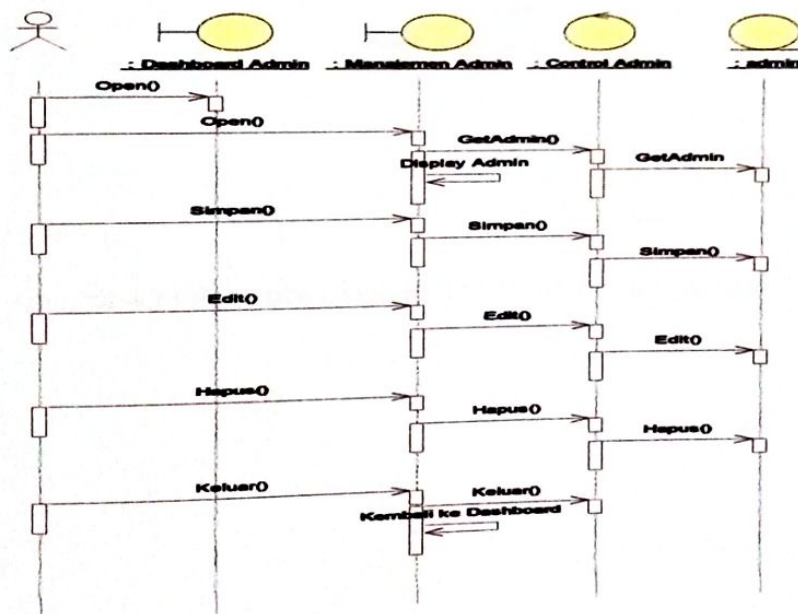 : Dashboard Admin
: Manajemen Admin
: Control Admin
: admin
Open()
Open()
GetAdmin()
Display Admin
GetAdmin
Simpan()
Simpan()
Simpan()
Edit()
Edit()
Edit()
Hapus()
Hapus()
Hapus()
Keluar()
Keluar()
Kembali ke Dashboard